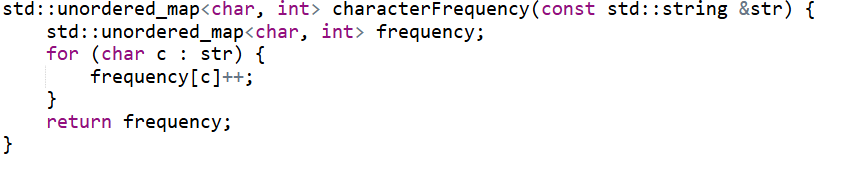 std::unordered_map<char, int> characterFrequency(const std::string &str) {
    std::unordered_map<char, int> frequency;
    for (char c : str) {
        frequency[c]++;
    }
    return frequency;
}